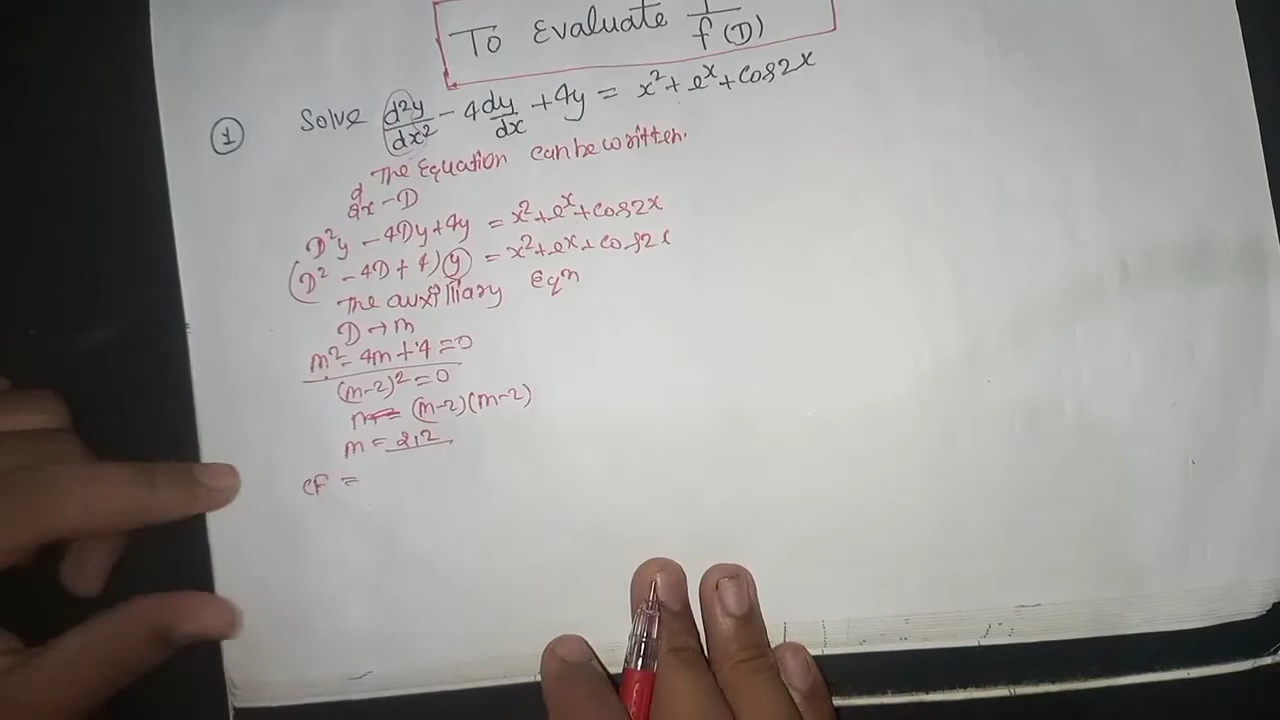 To Evaluate 1/f(D)
① Solve d²y/dx² - 4dy/dx + 4y = x² + eˣ + cos2x
The Equation can be written.
d/dx - D
D²y - 4Dy + 4y = x² + eˣ + cos2x
(D² - 4D + 4) y = x² + eˣ + cos2x
The auxilliary Eqn
D → m
m² - 4m + 4 = 0
(m-2)² = 0
(m-2)(m-2)
m = 2,2
CF =